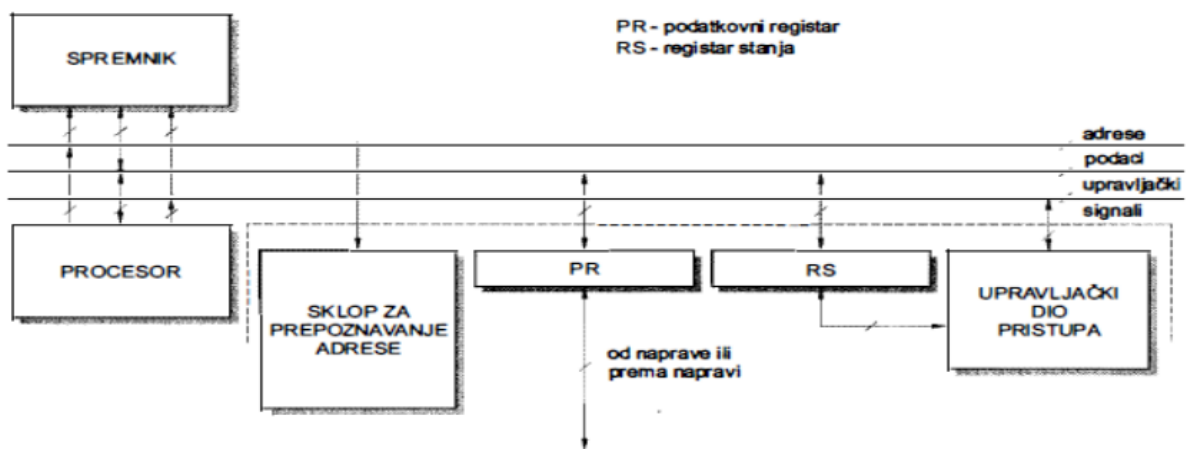 SPREMNIK
PR - podatkovni registar
RS - registar stanja
adrese
podaci
upravljački
signali
PROCESOR
SKLOP ZA
PREPOZNAVANJE
ADRESE
PR
RS
UPRAVLJAČKI
DIO
PRISTUPA
od naprave ili
prema napravi